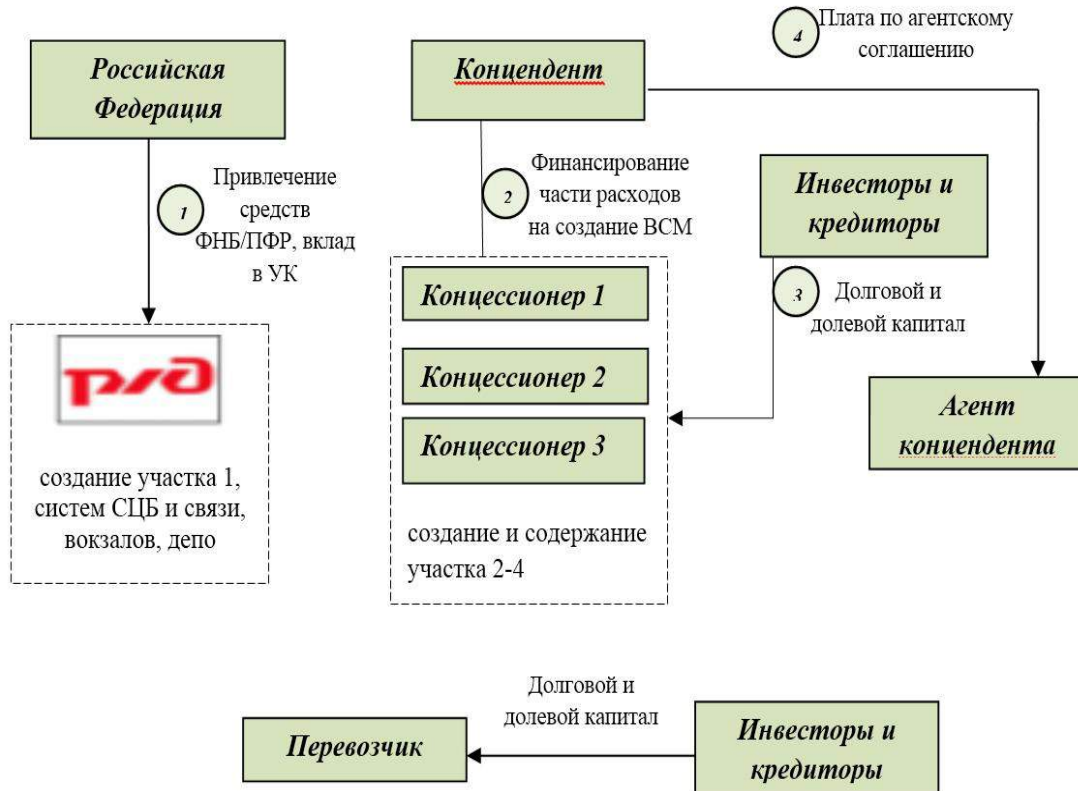 4
Плата по агентскому
соглашению
Российская
Федерация
Концендент
1
Привлечение
средств
ФНБ/ПФР, вклад
в УК
2
Финансирование
части расходов
на создание ВСМ
Инвесторы и
кредиторы
3
Долговой и
долевой капитал
Концессионер 1
Концессионер 2
Концессионер 3
создание и содержание
участка 2-4
ржд
создание участка 1,
систем СЦБ и связи,
вокзалов, депо
Агент
концендента
Долговой и
долевой капитал
Перевозчик
Инвесторы и
кредиторы